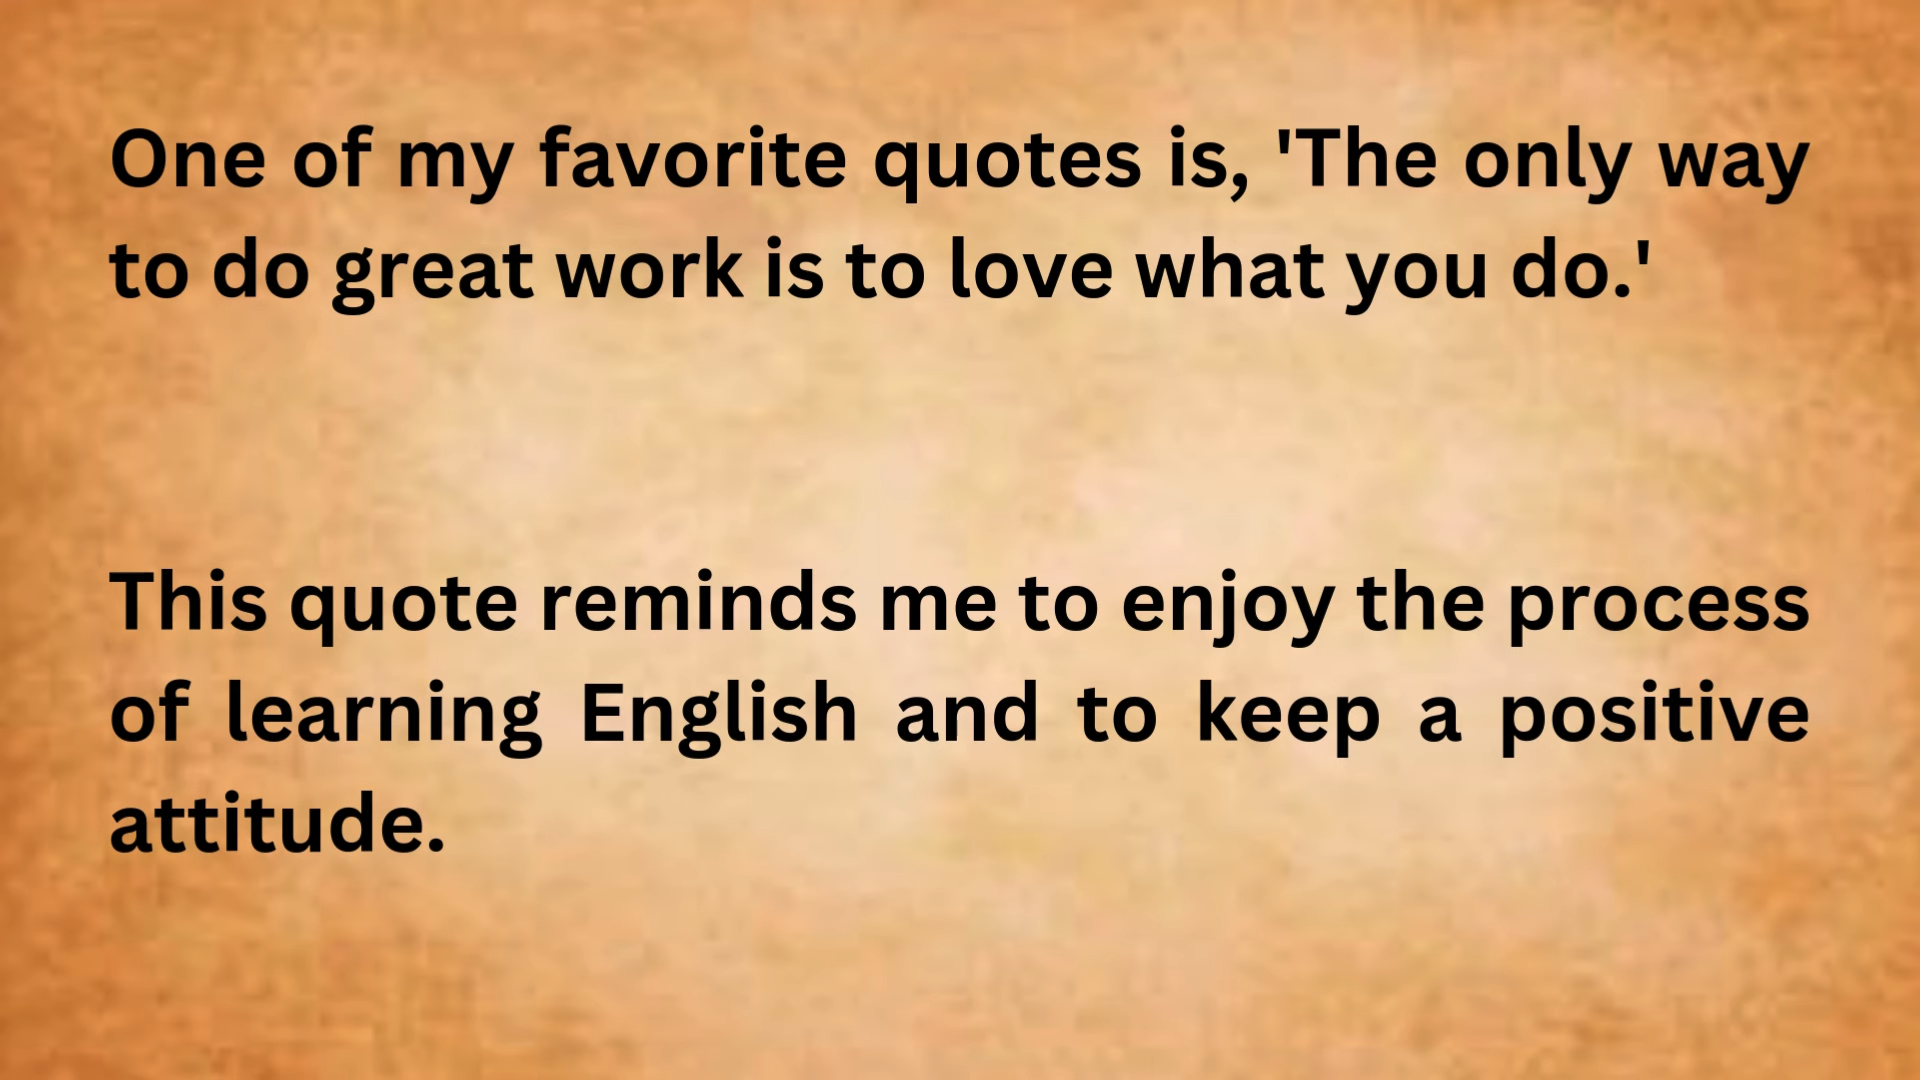 One of my favorite quotes is, 'The only way
to do great work is to love what you do.'
This quote reminds me to enjoy the process
of learning English and to keep a positive
attitude.